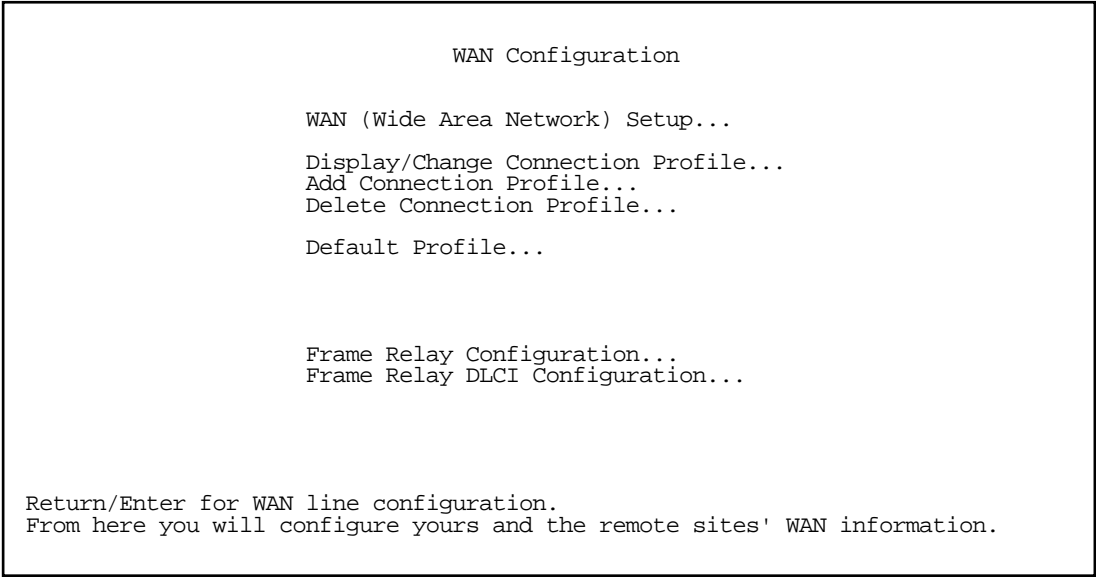 WAN Configuration
WAN (Wide Area Network) Setup...
Display/Change Connection Profile...
Add Connection Profile...
Delete Connection Profile...
Default Profile...
Frame Relay Configuration...
Frame Relay DLCI Configuration...
Return/Enter for WAN line configuration.
From here you will configure yours and the remote sites' WAN information.